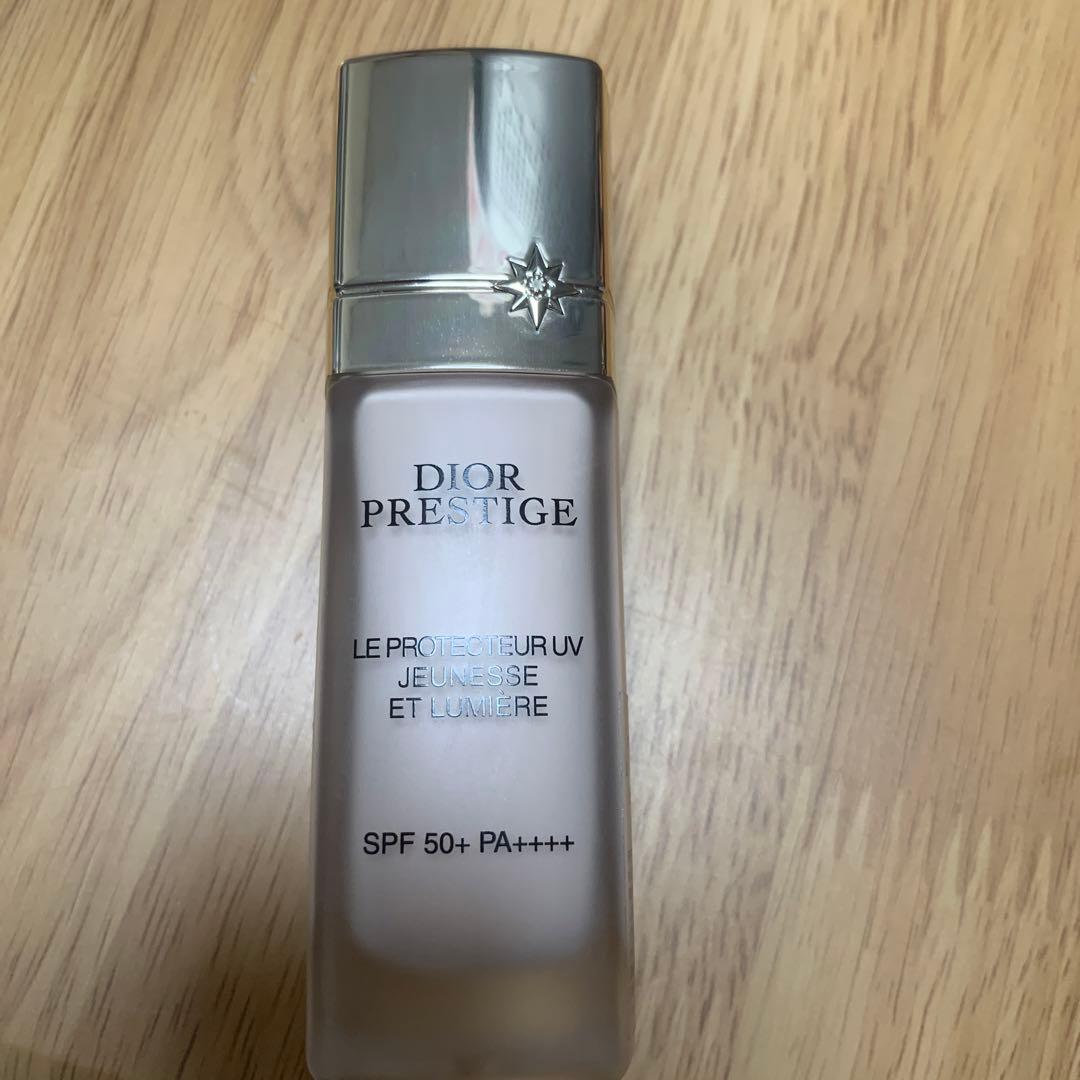 DIOR
PRESTIGE
LE PROTECTEUR UV
JEUNESSE
ET LUMIÈRE
SPF 50+ PA++++